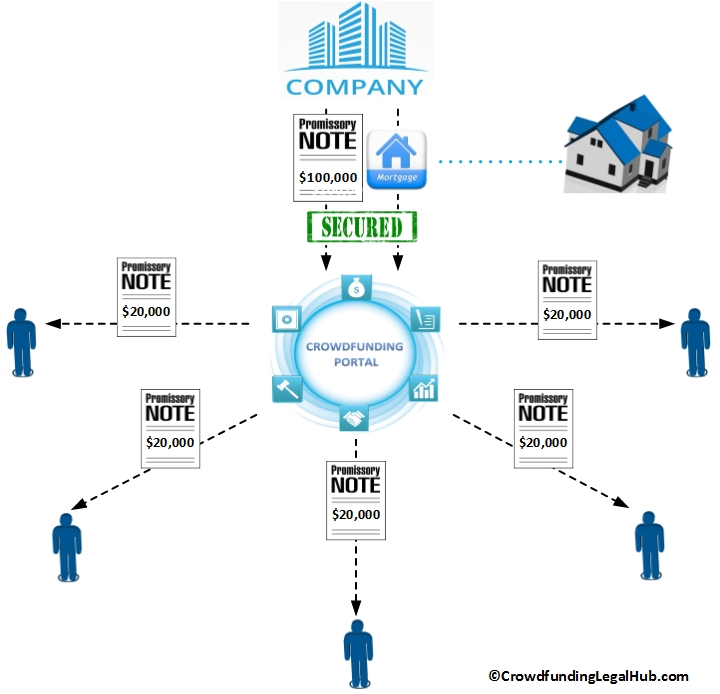 COMPANY
Promissory
NOTE
$100,000
Mortgage
SECURED
Promissory
NOTE
$20,000
Promissory
NOTE
$20,000
$
CROWDFUNDING
PORTAL
Promissory
NOTE
$20,000
Promissory
NOTE
$20,000
Promissory
NOTE
$20,000
©CrowdfundingLegalHub.com